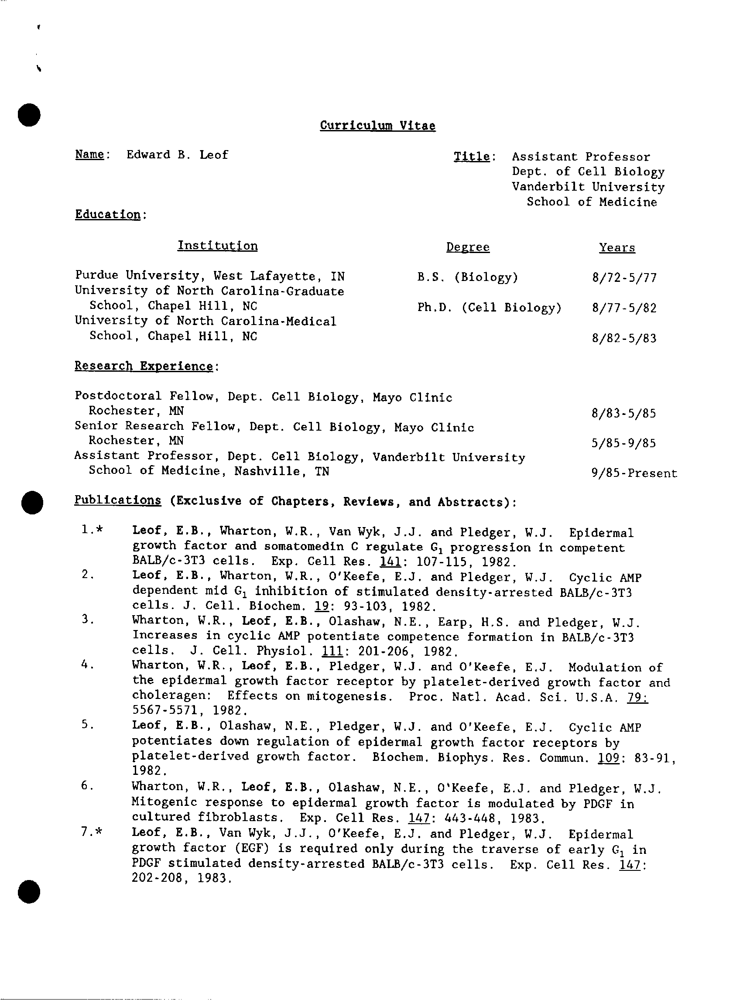 Curriculum Vitae
Name: Edward B. Leof Title: Assistant Professor
Dept. of Cell Biology
Vanderbilt University
School of Medicine
Education:
Institution Degree Years
Purdue University, West Lafayette, IN B.S. (Biology) 8/72-5/77
University of North Carolina-Graduate
School, Chapel Hill, NC Ph.D. (Cell Biology) 8/77-5/82
University of North Carolina-Medical
School, Chapel Hill, NC 8/82-5/83
Research Experience:
Postdoctoral Fellow, Dept. Cell Biology, Mayo Clinic
Rochester, MN 8/83-5/85
Senior Research Fellow, Dept. Cell Biology, Mayo Clinic
Rochester, MN 5/85-9/85
Assistant Professor, Dept. Cell Biology, Vanderbilt University
School of Medicine, Nashville, TN 9/85-Present
Publications (Exclusive of Chapters, Reviews, and Abstracts):
1.* Leof, E.B., Wharton, W.R., Van Wyk, J.J. and Pledger, W.J. Epidermal
growth factor and somatomedin C regulate G1 progression in competent
BALB/c-3T3 cells. Exp. Cell Res. 141: 107-115, 1982.
2. Leof, E.B., Wharton, W.R., O'Keefe, E.J. and Pledger, W.J. Cyclic AMP
dependent mid G1 inhibition of stimulated density-arrested BALB/c-3T3
cells. J. Cell. Biochem. 19: 93-103, 1982.
3. Wharton, W.R., Leof, E.B., Olashaw, N.E., Earp, H.S. and Pledger, W.J.
Increases in cyclic AMP potentiate competence formation in BALB/c-3T3
cells. J. Cell. Physiol. 111: 201-206, 1982.
4. Wharton, W.R., Leof, E.B., Pledger, W.J. and O'Keefe, E.J. Modulation of
the epidermal growth factor receptor by platelet-derived growth factor and
choleragen: Effects on mitogenesis. Proc. Natl. Acad. Sci. U.S.A. 79:
5567-5571, 1982.
5. Leof, E.B., Olashaw, N.E., Pledger, W.J. and O'Keefe, E.J. Cyclic AMP
potentiates down regulation of epidermal growth factor receptors by
platelet-derived growth factor. Biochem. Biophys. Res. Commun. 109: 83-91,
1982.
6. Wharton, W.R., Leof, E.B., Olashaw, N.E., O'Keefe, E.J. and Pledger, W.J.
Mitogenic response to epidermal growth factor is modulated by PDGF in
cultured fibroblasts. Exp. Cell Res. 147: 443-448, 1983.
7.* Leof, E.B., Van Wyk, J.J., O'Keefe, E.J. and Pledger, W.J. Epidermal
growth factor (EGF) is required only during the traverse of early G1 in
PDGF stimulated density-arrested BALB/c-3T3 cells. Exp. Cell Res. 147:
202-208, 1983.